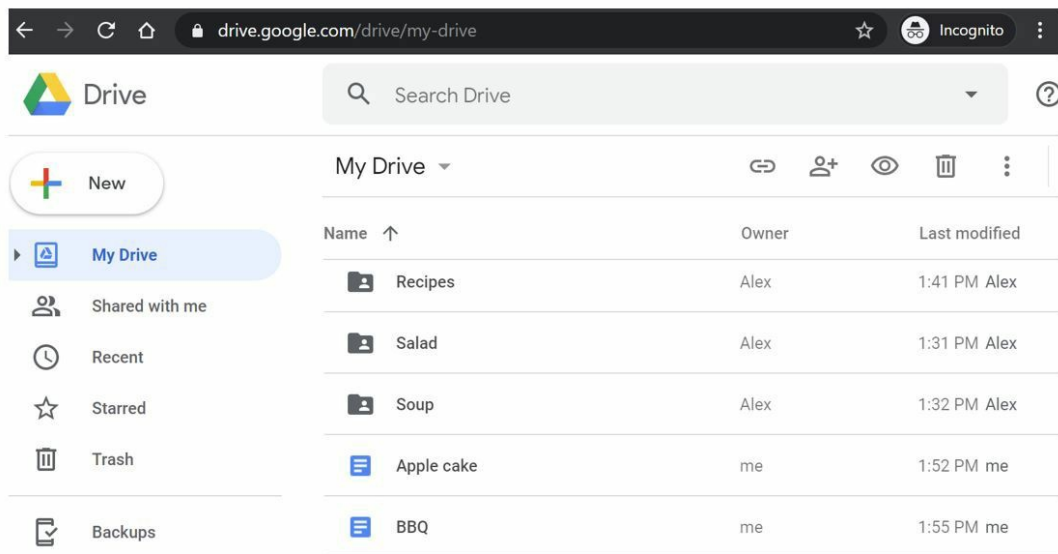 drive.google.com/drive/my-drive
Incognito
Drive
Search Drive
New
My Drive
Shared with me
Recent
Starred
Trash
Backups
My Drive
Name Owner Last modified
Recipes Alex 1:41 PM Alex
Salad Alex 1:31 PM Alex
Soup Alex 1:32 PM Alex
Apple cake me 1:52 PM me
BBQ me 1:55 PM me